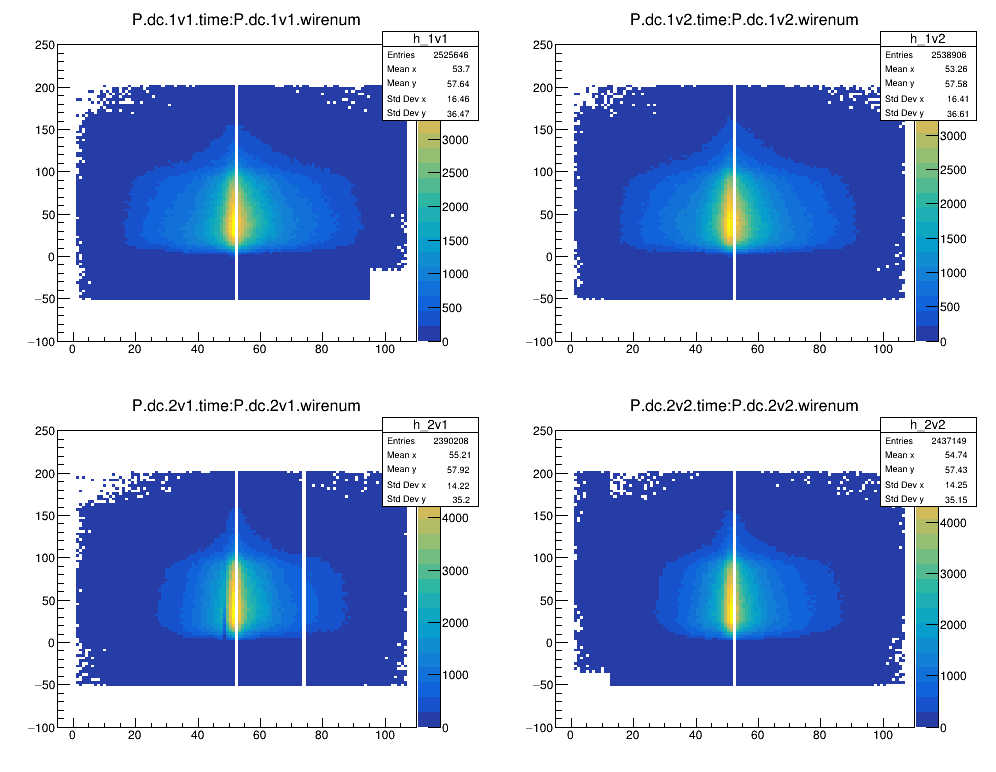 P.dc.1v1.time:P.dc.1v1.wirenum
h_1v1
Entries 2525646
Mean x 53.7
Mean y 57.64
Std Dev x 16.46
Std Dev y 36.47
250
200
150
100
50
0
−50
−100
0 20 40 60 80 100
3000
2500
2000
1500
1000
500
0
P.dc.1v2.time:P.dc.1v2.wirenum
h_1v2
Entries 2538906
Mean x 53.26
Mean y 57.58
Std Dev x 16.41
Std Dev y 36.61
250
200
150
100
50
0
−50
−100
0 20 40 60 80 100
3000
2500
2000
1500
1000
500
0
P.dc.2v1.time:P.dc.2v1.wirenum
h_2v1
Entries 2390208
Mean x 55.21
Mean y 57.92
Std Dev x 14.22
Std Dev y 35.2
250
200
150
100
50
0
−50
−100
0 20 40 60 80 100
4000
3000
2000
1000
0
P.dc.2v2.time:P.dc.2v2.wirenum
h_2v2
Entries 2437149
Mean x 54.74
Mean y 57.43
Std Dev x 14.25
Std Dev y 35.15
250
200
150
100
50
0
−50
−100
0 20 40 60 80 100
4000
3000
2000
1000
0